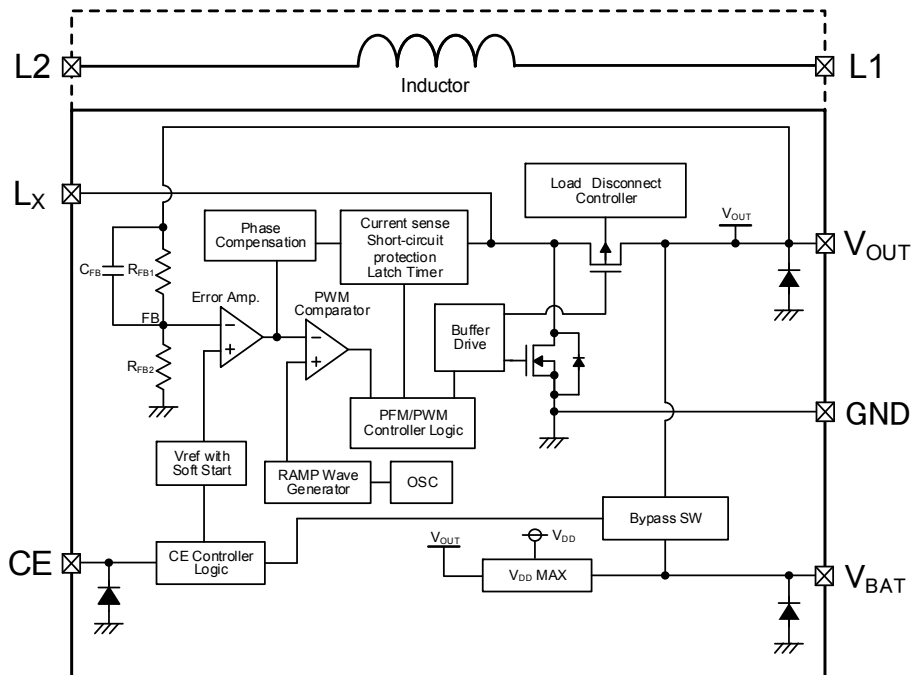 L2
L1
Inductor
LX
Load Disconnect
Controller
VOUT
VOUT
Phase
Compensation
Current sense
Short-circuit
protection
Latch Timer
CFB
RFB1
Error Amp.
PWM
Comparator
FB
Buffer
Drive
RFB2
PFM/PWM
Controller Logic
GND
Vref with
Soft Start
RAMP Wave
Generator
OSC
Bypass SW
CE
CE Controller
Logic
VOUT
VDD
VDD MAX
VBAT